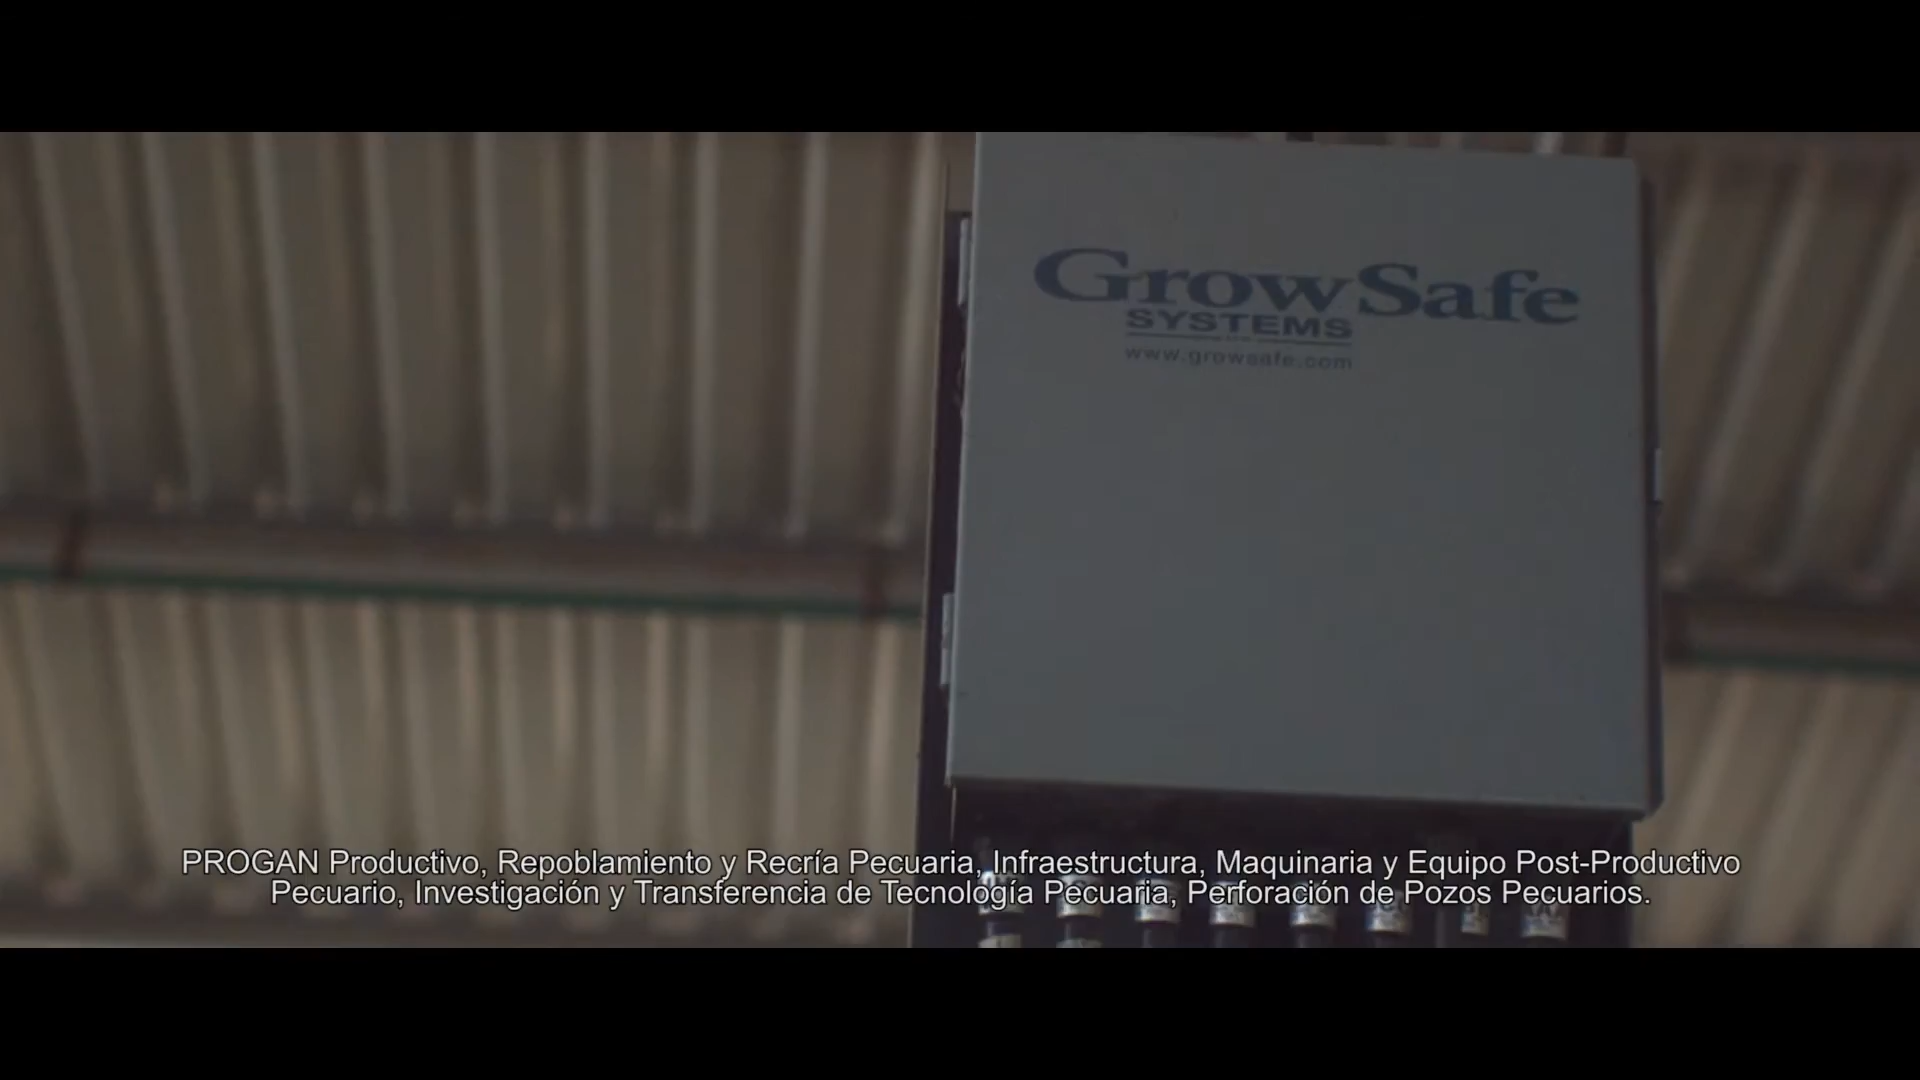 GrowSafe
SYSTEMS
www.growsafe.com
PROGAN Productivo, Repoblamiento y Recría Pecuaria, Infraestructura, Maquinaria y Equipo Post-Productivo
Pecuario, Investigación y Transferencia de Tecnología Pecuaria, Perforación de Pozos Pecuarios.